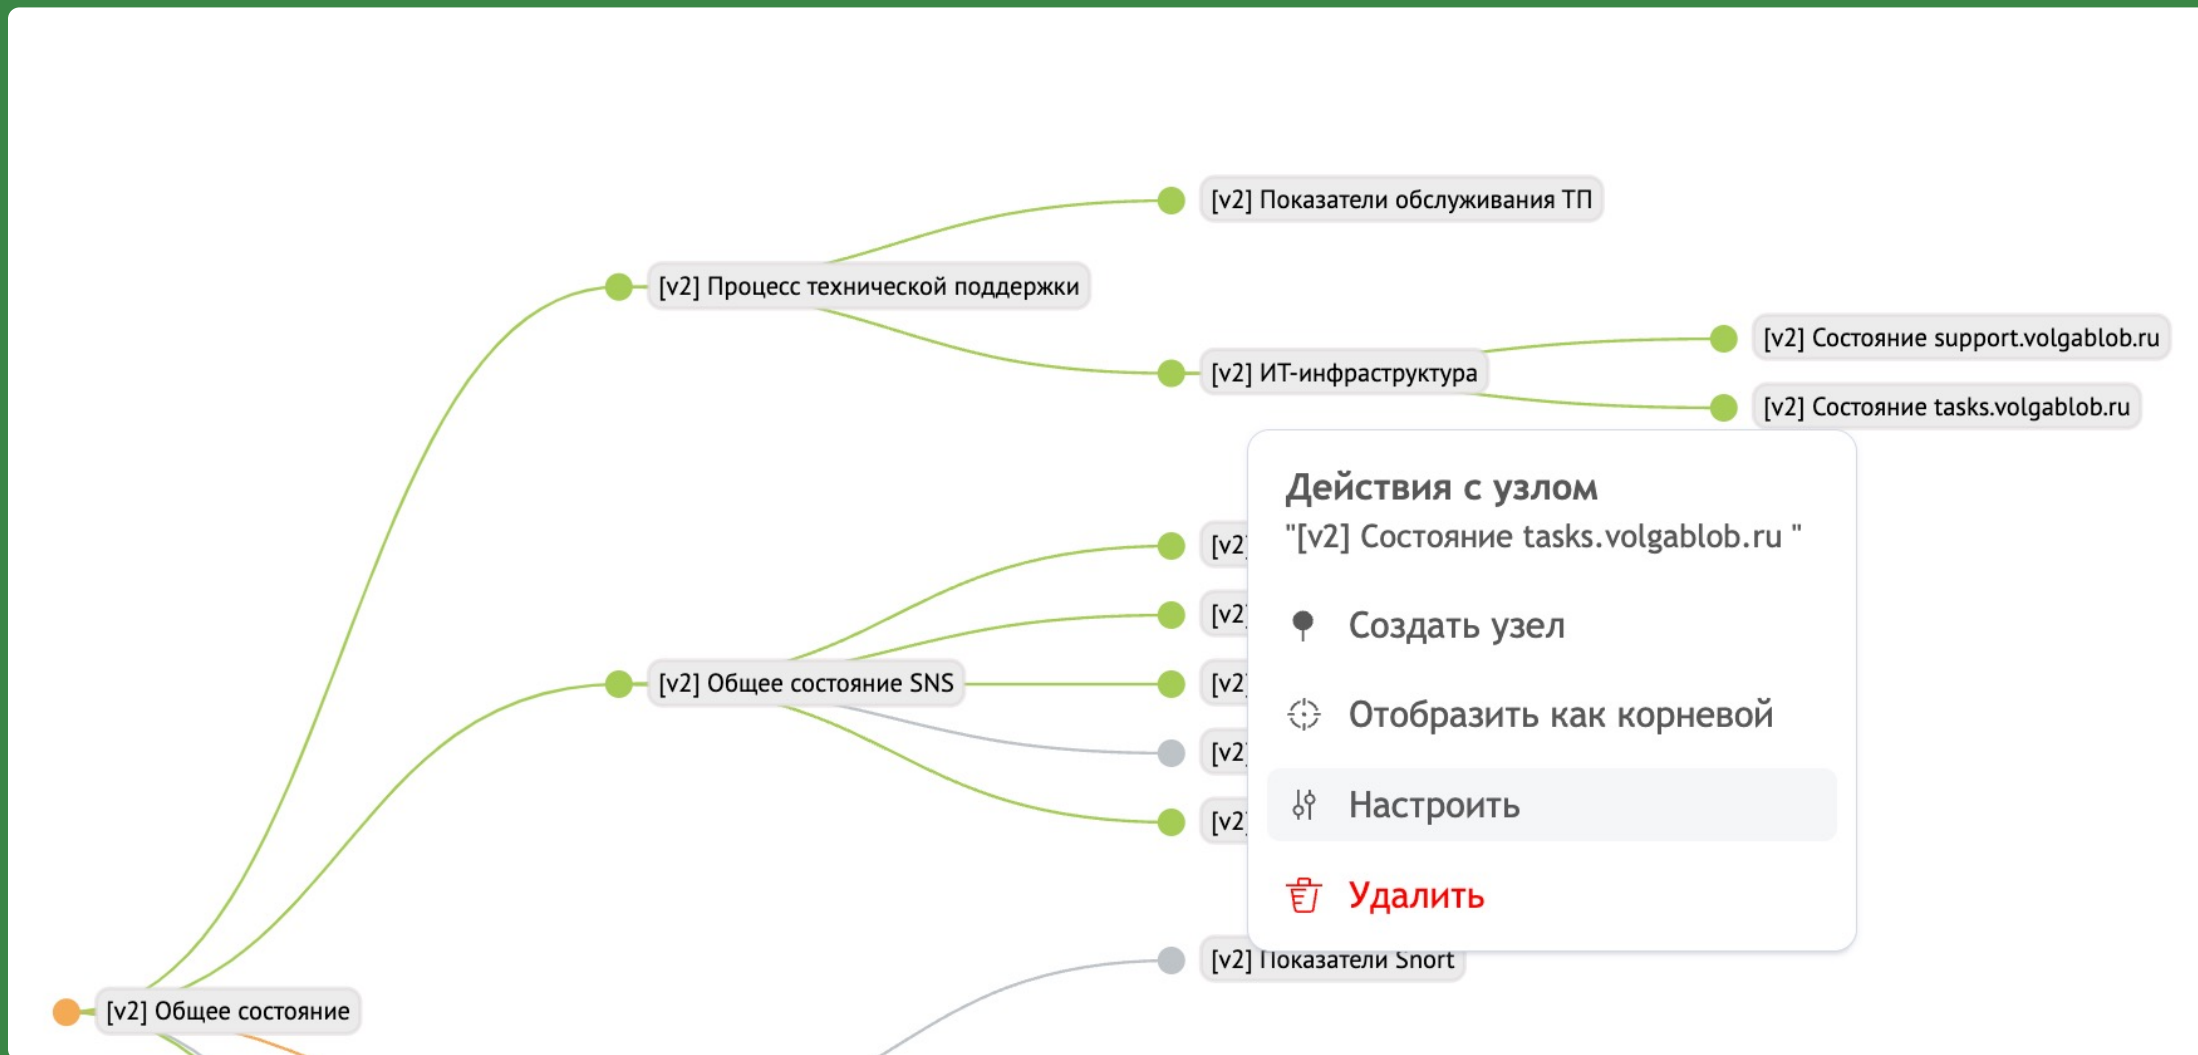 [v2] Показатели обслуживания ТП
[v2] Процесс технической поддержки
[v2] Состояние support.volgablob.ru
[v2] ИТ-инфраструктура
[v2] Состояние tasks.volgablob.ru
Действия с узлом
"[v2] Состояние tasks.volgablob.ru "
[v2]
[v2]
[v2]
[v2]
[v2]
[v2] Общее состояние SNS
Создать узел
Отобразить как корневой
Настроить
Удалить
[v2] Показатели Snort
[v2] Общее состояние